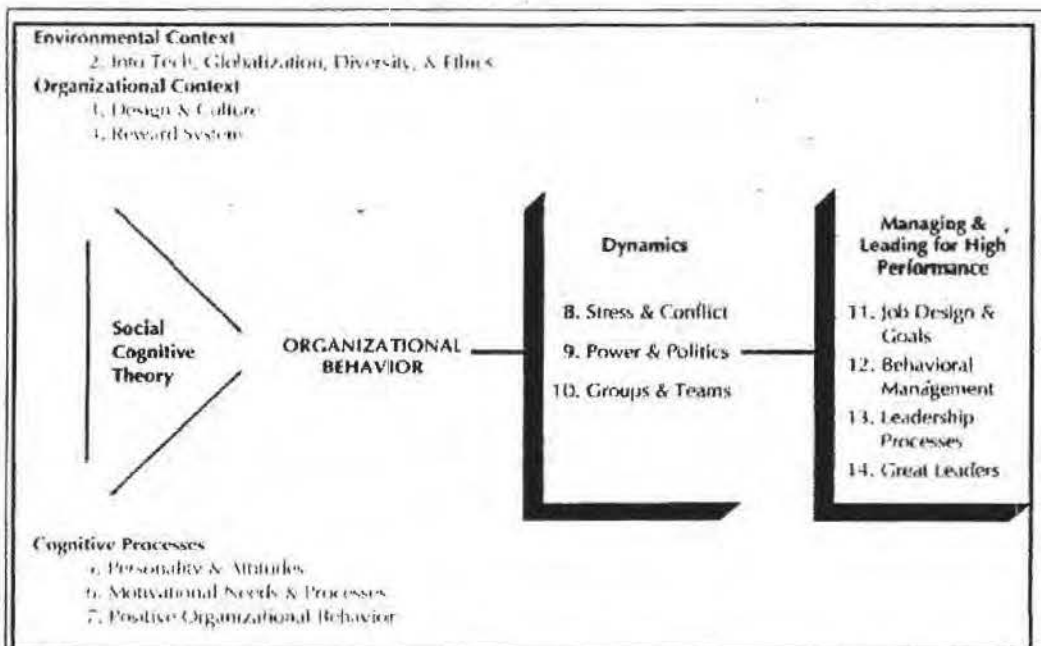 Environmental Context
2. Info Tech, Globalization, Diversity, & Ethics
Organizational Context
3. Design & Culture
4. Reward System
Social
Cognitive
Theory
ORGANIZATIONAL
BEHAVIOR
Dynamics
8. Stress & Conflict
9. Power & Politics
10. Groups & Teams
Managing &
Leading for High
Performance
11. Job Design &
Goals
12. Behavioral
Management
13. Leadership
Processes
14. Great Leaders
Cognitive Processes
5. Personality & Attitudes
6. Motivational Needs & Processes
7. Positive Organizational Behavior